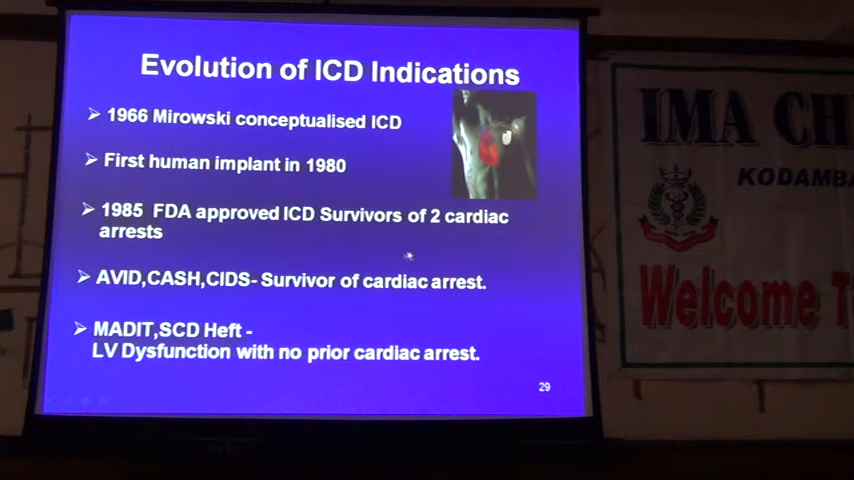 Evolution of ICD Indications
1966 Mirowski conceptualised ICD
First human implant in 1980
1985 FDA approved ICD Survivors of 2 cardiac
arrests
AVID,CASH,CIDS- Survivor of cardiac arrest.
MADIT,SCD Heft -
LV Dysfunction with no prior cardiac arrest.
29
IMA CH
KODAMBA
Welcome T